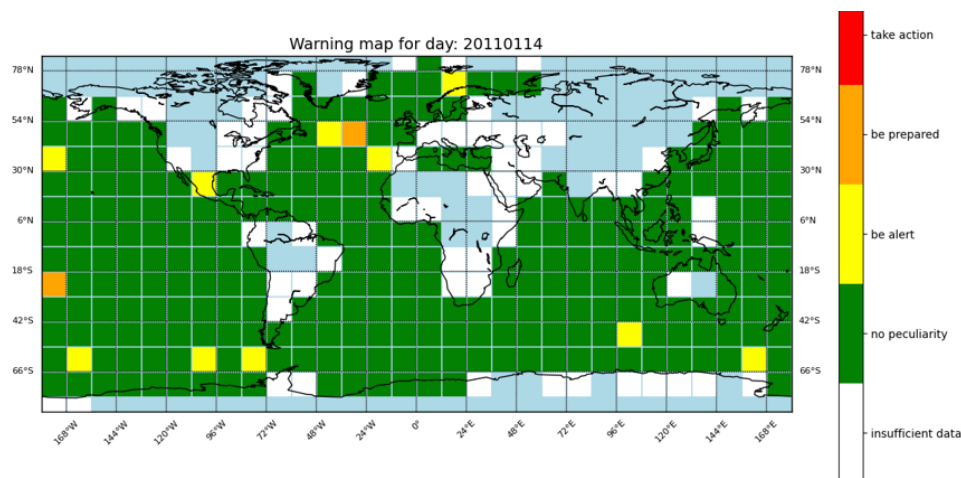 Warning map for day: 20110114
take action
78°N
78°N
54°N
54°N
be prepared
30°N
30°N
6°N
6°N
be alert
18°S
18°S
42°S
42°S
no peculiarity
66°S
66°S
168°W 144°W 120°W 96°W 72°W 48°W 24°W 0° 24°E 48°E 72°E 96°E 120°E 144°E 168°E
insufficient data